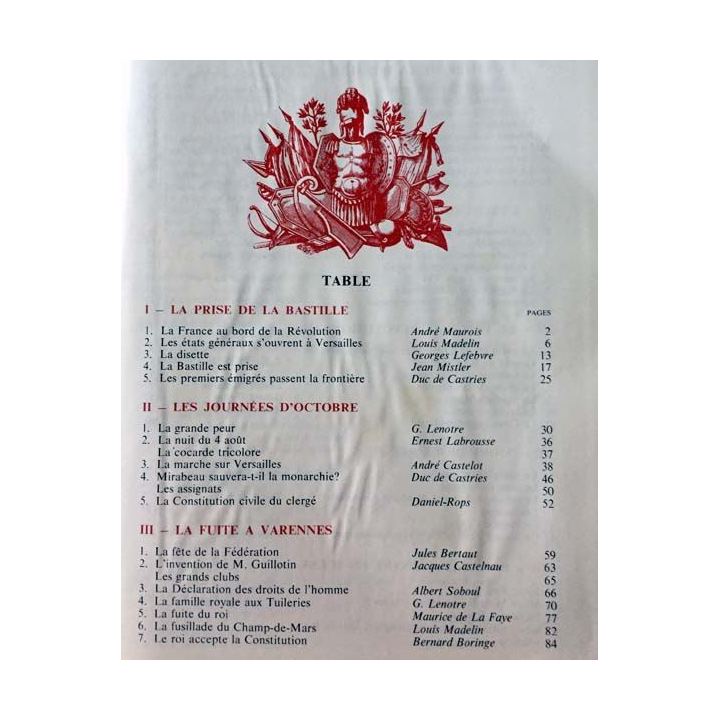 TABLE
I – LA PRISE DE LA BASTILLE PAGES
1. La France au bord de la Révolution André Maurois 2
2. Les états généraux s'ouvrent à Versailles Louis Madelin 6
3. La disette Georges Lefebvre 13
4. La Bastille est prise Jean Mistler 17
5. Les premiers émigrés passent la frontière Duc de Castries 25
II – LES JOURNÉES D'OCTOBRE
1. La grande peur G. Lenotre 30
2. La nuit du 4 août Ernest Labrousse 36
La cocarde tricolore 37
3. La marche sur Versailles André Castelot 38
4. Mirabeau sauvera-t-il la monarchie? Duc de Castries 46
Les assignats 50
5. La Constitution civile du clergé Daniel-Rops 52
III – LA FUITE A VARENNES
1. La fête de la Fédération Jules Bertaut 59
2. L'invention de M. Guillotin Jacques Castelnau 63
Les grands clubs 65
3. La Déclaration des droits de l'homme Albert Soboul 66
4. La famille royale aux Tuileries G. Lenotre 70
5. La fuite du roi Maurice de La Faye 77
6. La fusillade du Champ-de-Mars Louis Madelin 82
7. Le roi accepte la Constitution Bernard Boringe 84